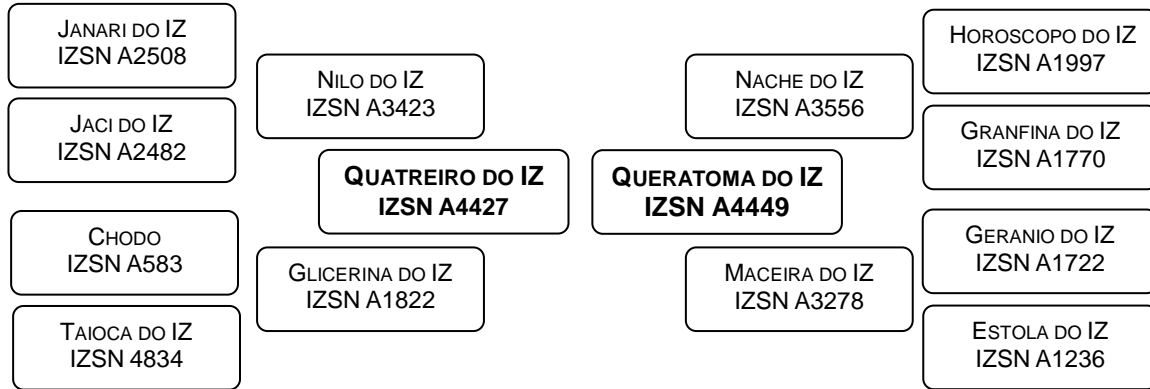 JANARI DO IZ
IZSN A2508
JACI DO IZ
IZSN A2482
CHODO
IZSN A583
TAIOCA DO IZ
IZSN 4834
NILO DO IZ
IZSN A3423
GLICERINA DO IZ
IZSN A1822
QUATREIRO DO IZ
IZSN A4427
QUERATOMA DO IZ
IZSN A4449
NACHE DO IZ
IZSN A3556
MACEIRA DO IZ
IZSN A3278
HOROSCOPO DO IZ
IZSN A1997
GRANFINA DO IZ
IZSN A1770
GERANIO DO IZ
IZSN A1722
ESTOLA DO IZ
IZSN A1236